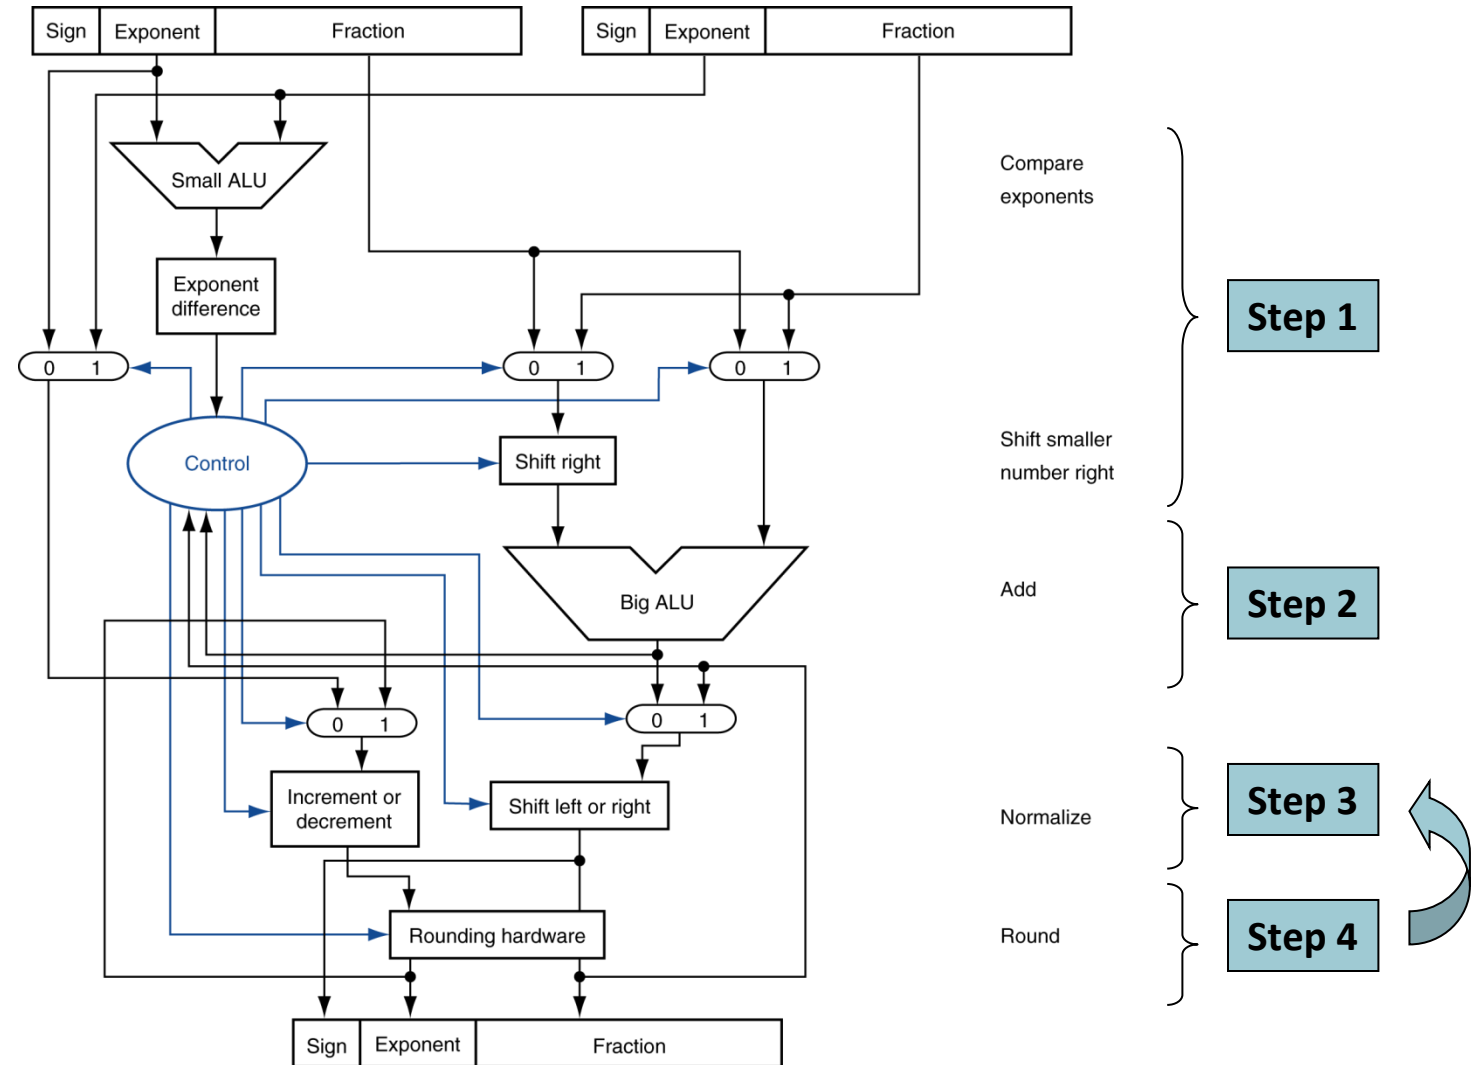 Sign Exponent Fraction Sign Exponent Fraction
Small ALU
Compare
exponents
Exponent
difference
Step 1
0 1 0 1 0 1
Control
Shift right
Shift smaller
number right
Big ALU
Add
Step 2
0 1 0 1
Increment or
decrement
Shift left or right
Normalize
Step 3
Rounding hardware
Round
Step 4
Sign Exponent Fraction